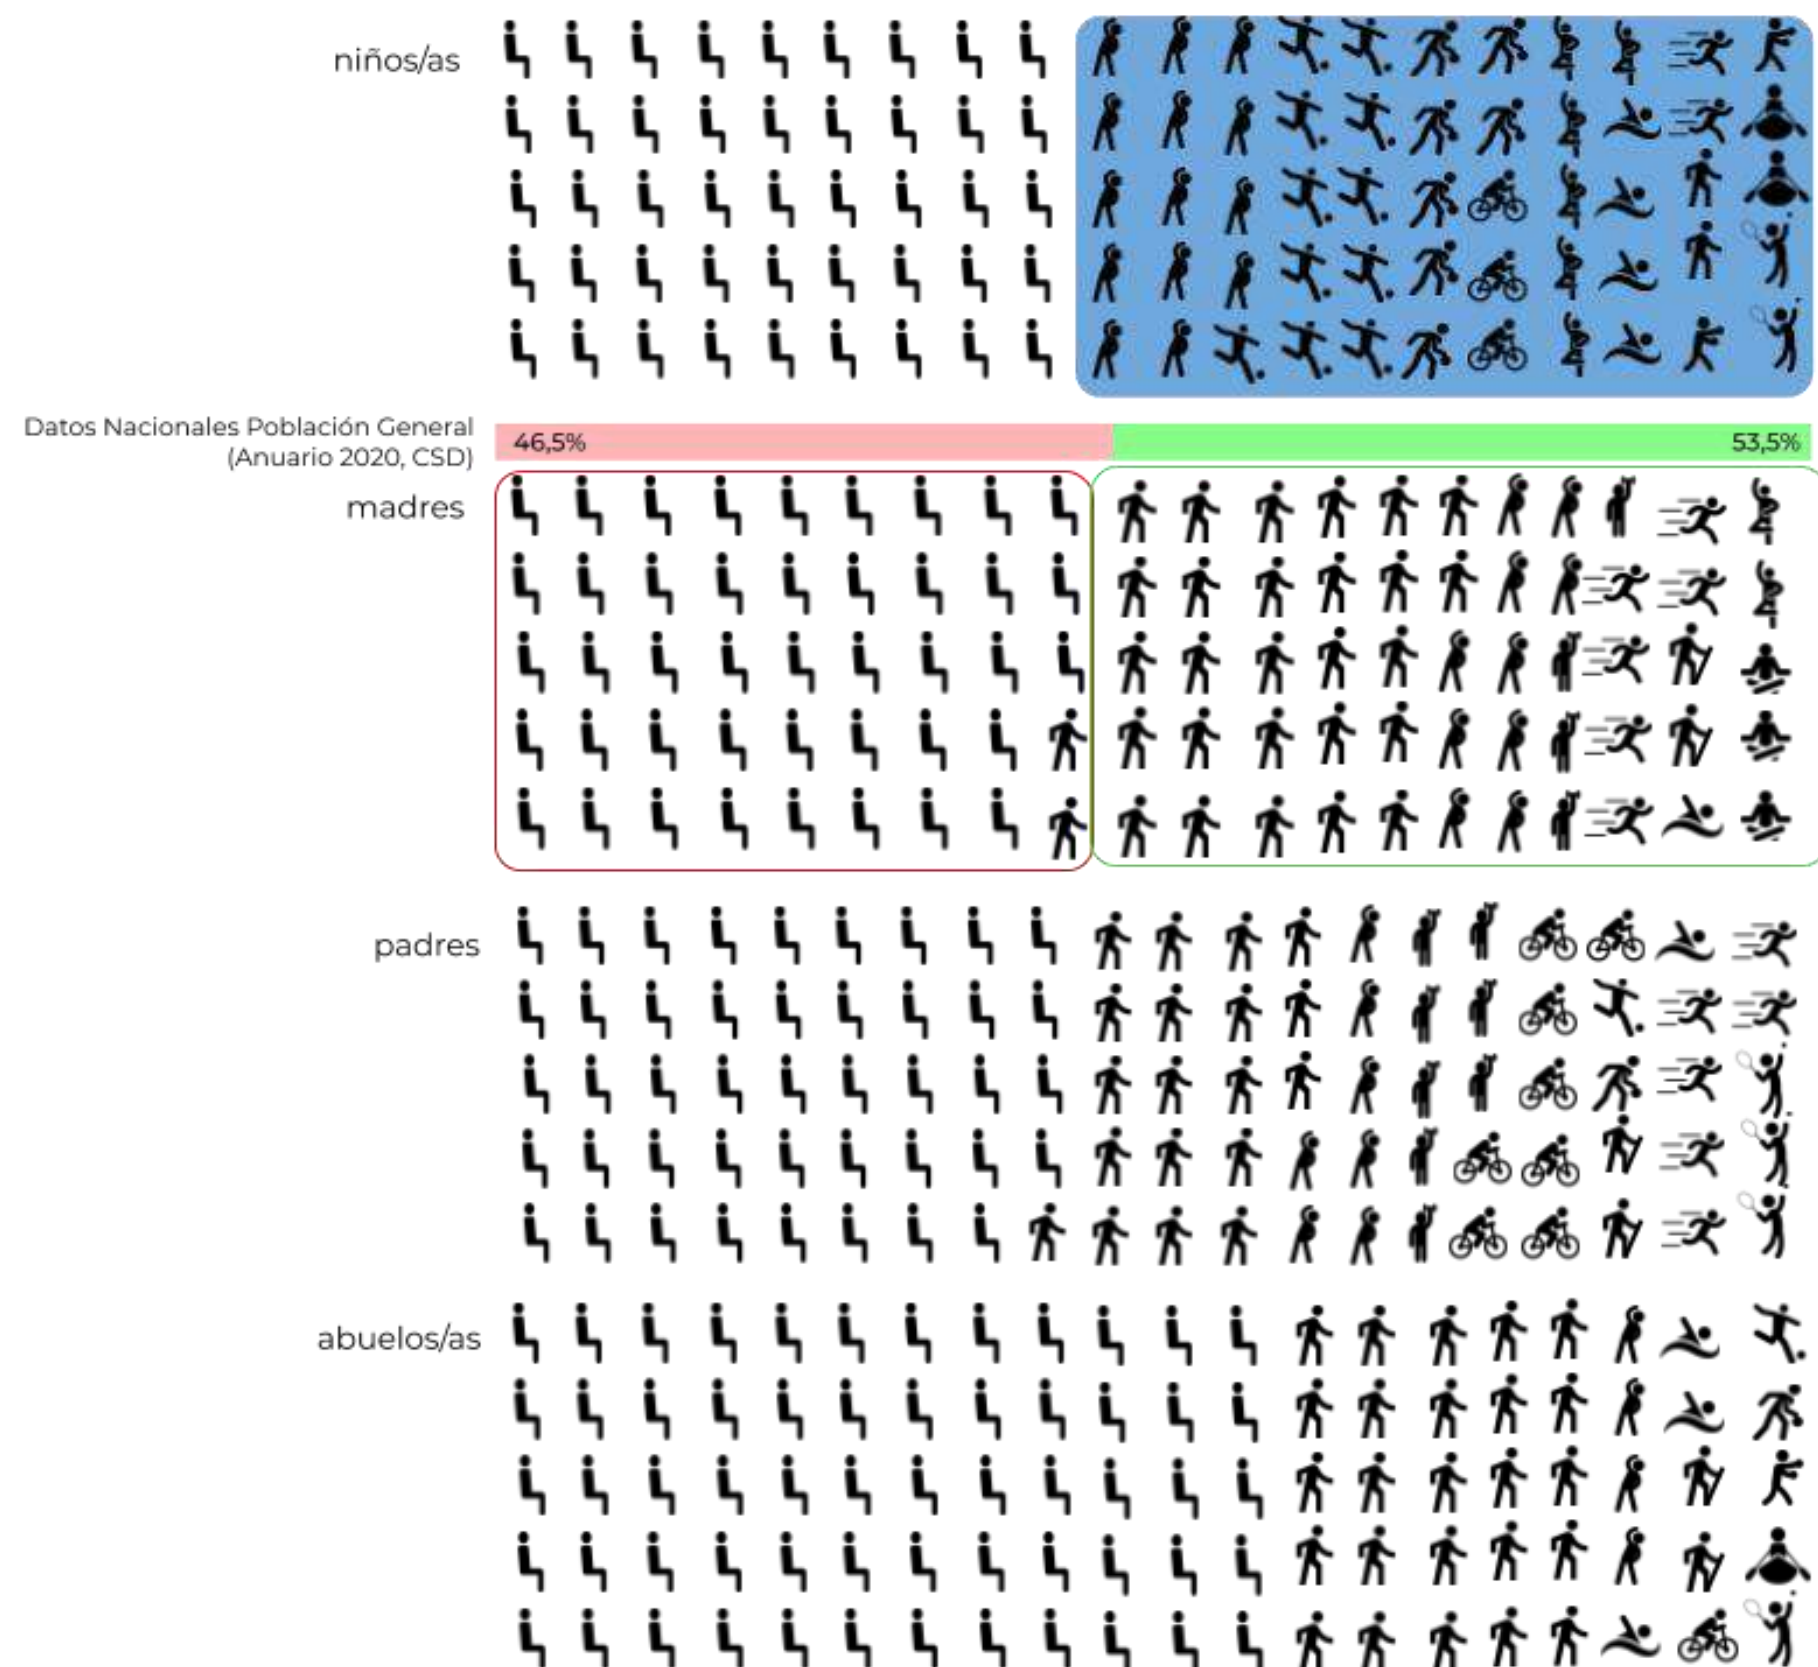 niños/as
Datos Nacionales Población General
(Anuario 2020, CSD)
46,5%
53,5%
madres
padres
abuelos/as